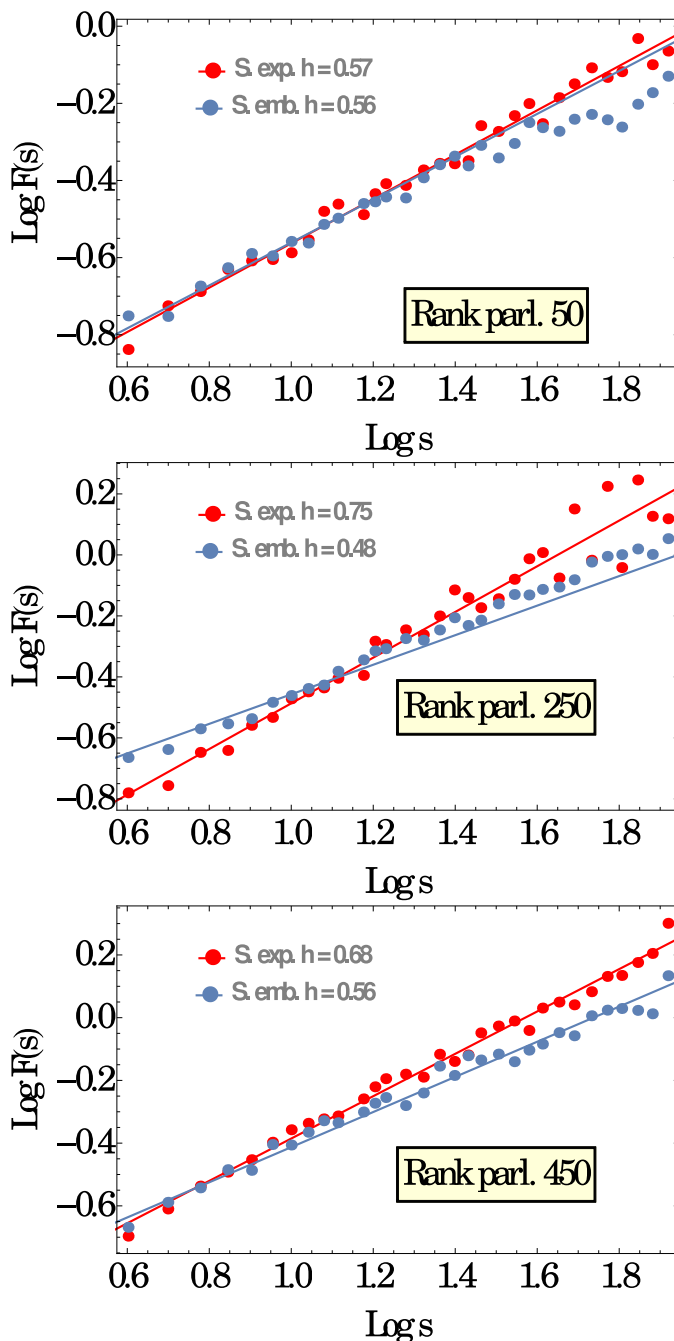 0.0
S. exp. h = 0.57
−0.2
S. emb. h = 0.56
Log F(s)
−0.4
−0.6
Rank parl. 50
−0.8
0.6 0.8 1.0 1.2 1.4 1.6 1.8
Log s
0.2
S. exp. h = 0.75
0.0
S. emb. h = 0.48
Log F(s)
−0.2
−0.4
Rank parl. 250
−0.6
−0.8
0.6 0.8 1.0 1.2 1.4 1.6 1.8
Log s
0.2
S. exp. h = 0.68
S. emb. h = 0.56
0.0
Log F(s)
−0.2
−0.4
Rank parl. 450
−0.6
0.6 0.8 1.0 1.2 1.4 1.6 1.8
Log s